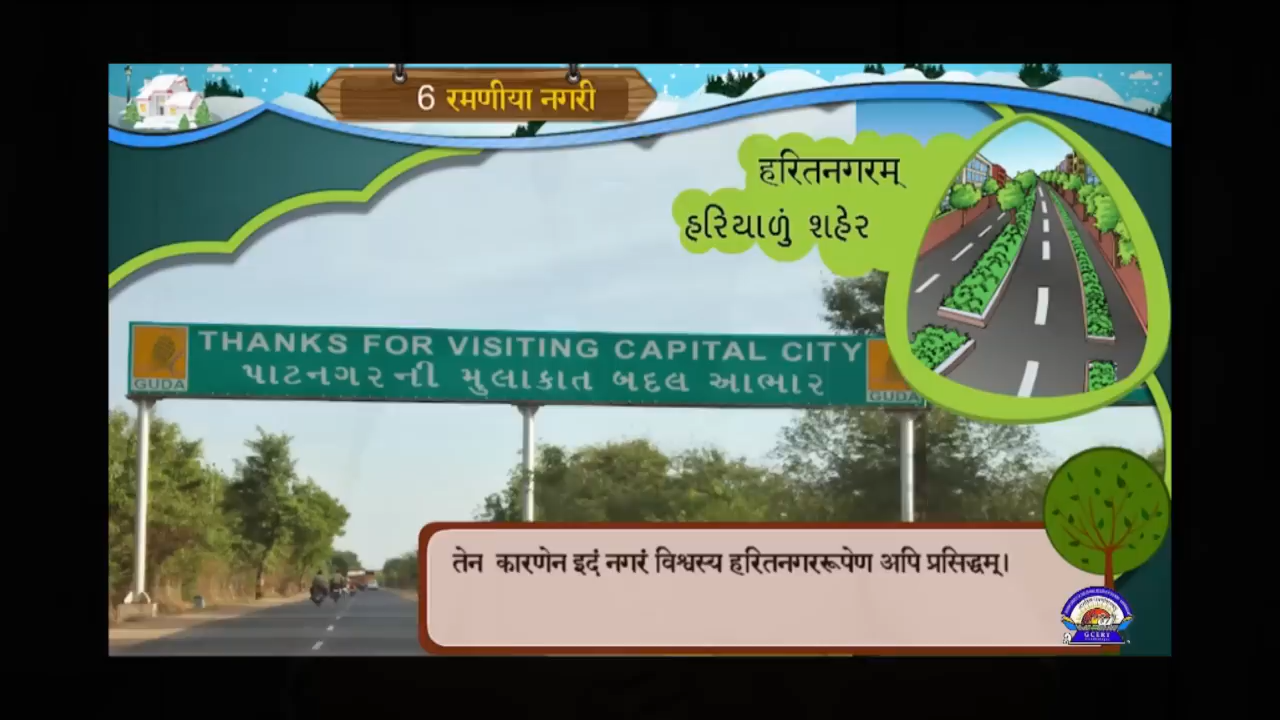 6 रमणीया नगरी
हरितनगरम्
હરિયાળું શહેર
THANKS FOR VISITING CAPITAL CITY
પાટનગરની મુલાકાત બદલ આભાર
GUDA
GUDA
तेन कारणेन इदं नगरं विश्वस्य हरितनगररूपेण अपि प्रसिद्धम्।
GCERT